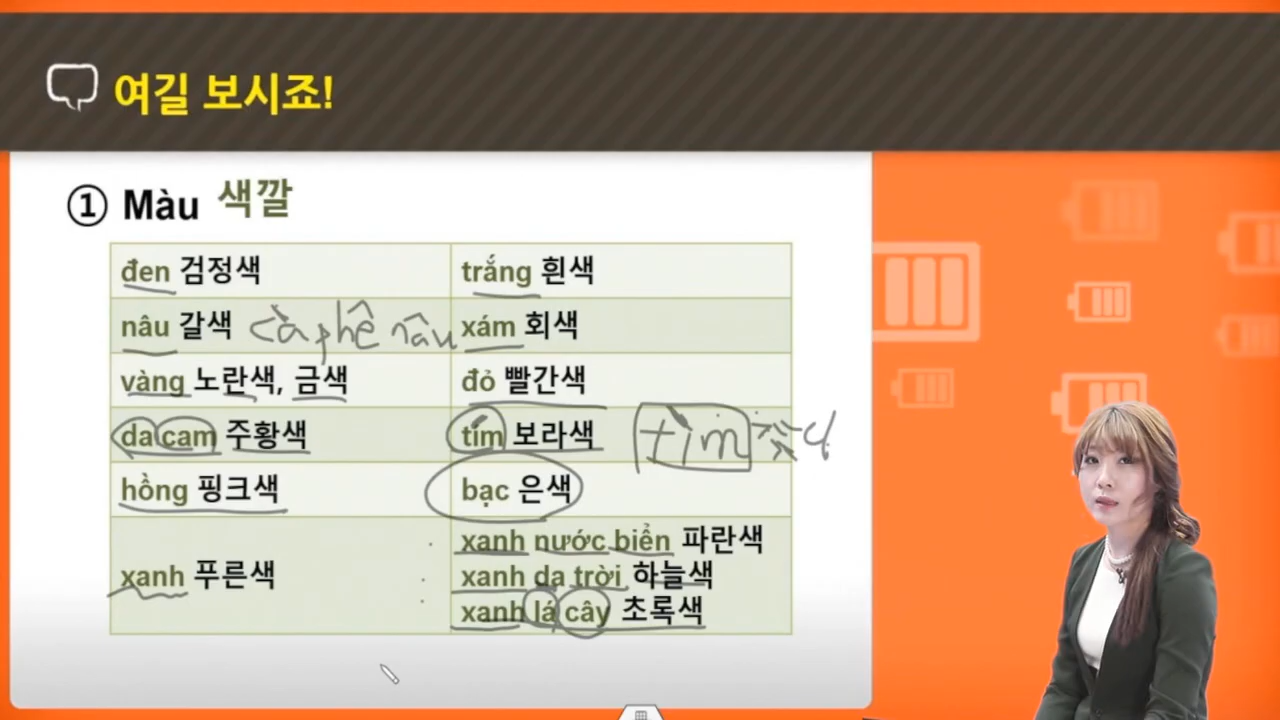 여길 보시죠!
① Màu 색깔
đen 검정색 trắng 흰색
nâu 갈색 cà phê nâu xám 회색
vàng 노란색, 금색 đỏ 빨간색
da cam 주황색 tím 보라색 tìm 찾다
hồng 핑크색 bạc 은색
xanh 푸른색
xanh nước biển 파란색
xanh da trời 하늘색
xanh lá cây 초록색